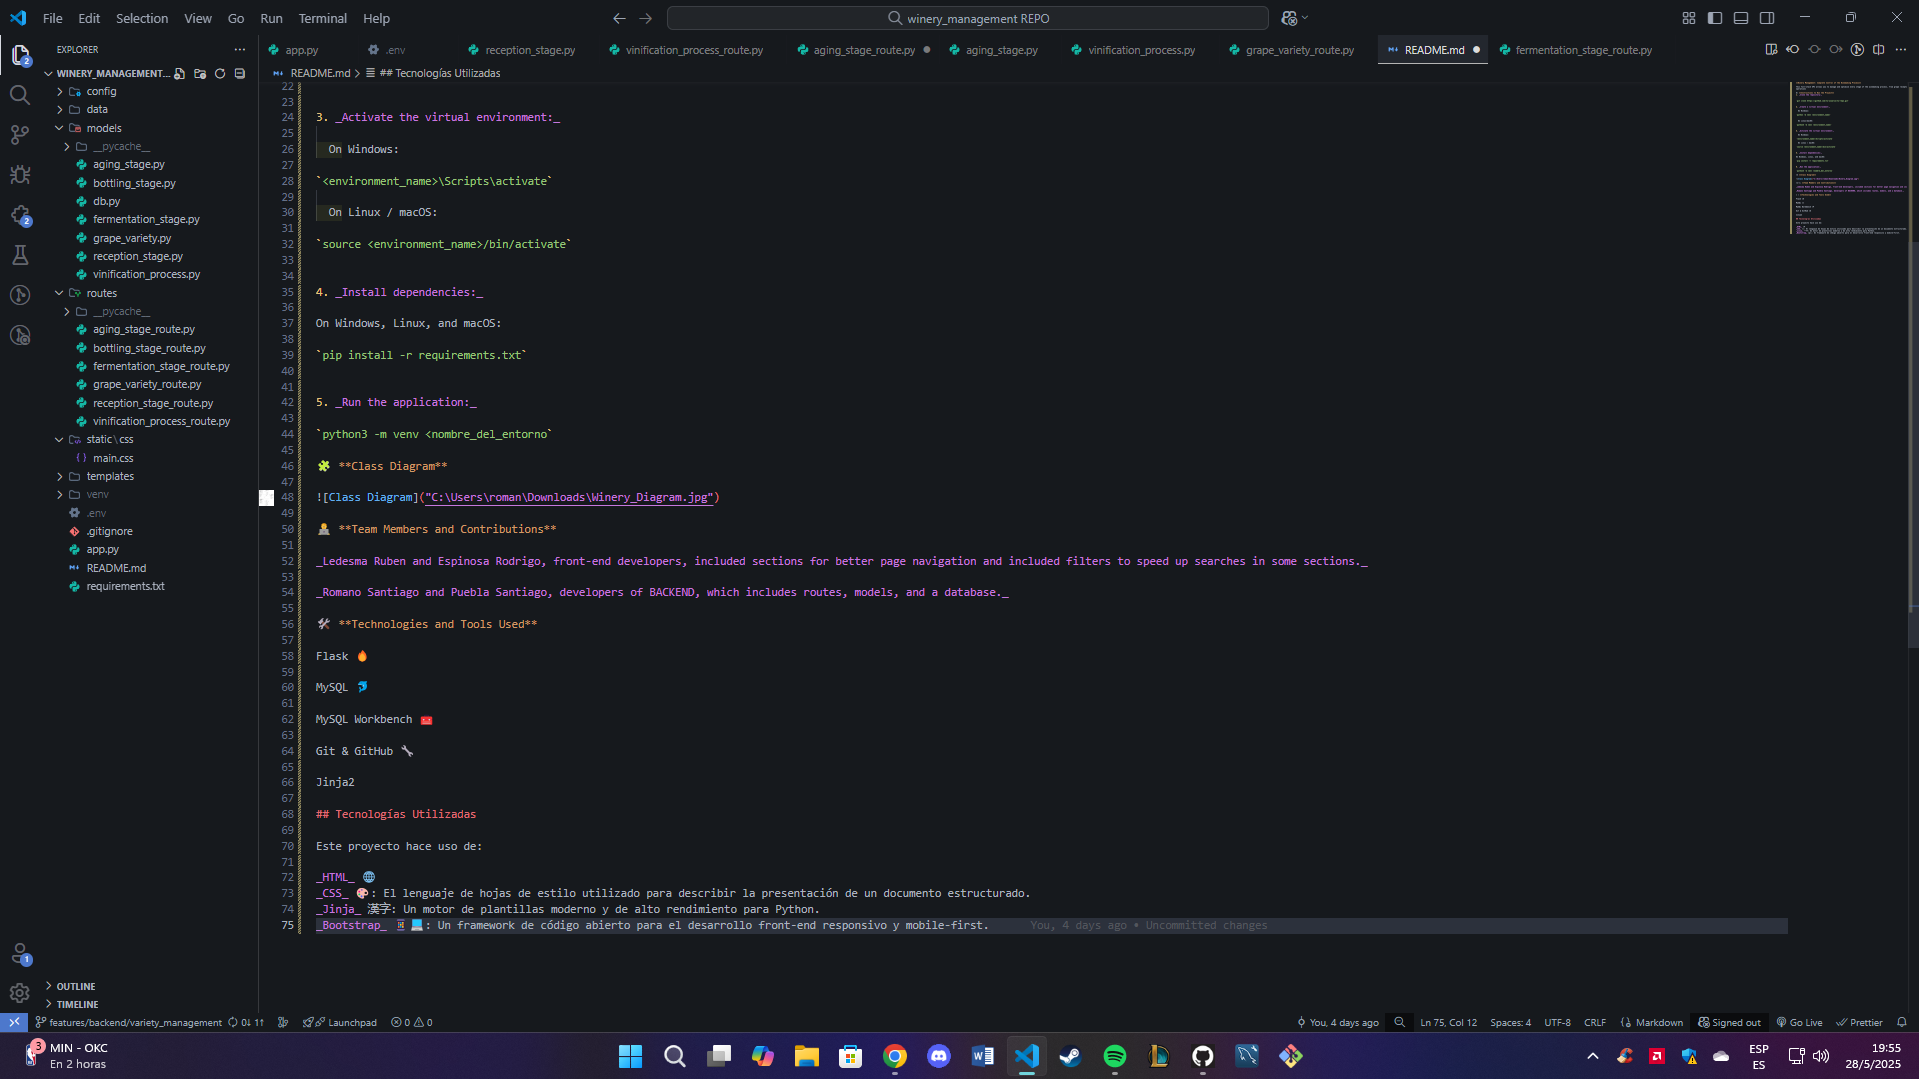 File Edit Selection View Go Run Terminal Help
winery_management REPO
EXPLORER
WINERY_MANAGEMENT...
config
data
models
__pycache__
aging_stage.py
bottling_stage.py
db.py
fermentation_stage.py
grape_variety.py
reception_stage.py
vinification_process.py
routes
__pycache__
aging_stage_route.py
bottling_stage_route.py
fermentation_stage_route.py
grape_variety_route.py
reception_stage_route.py
vinification_process_route.py
static\css
main.css
templates
venv
.env
.gitignore
app.py
README.md
requirements.txt
OUTLINE
TIMELINE
app.py .env reception_stage.py vinification_process_route.py aging_stage_route.py aging_stage.py vinification_process.py grape_variety_route.py README.md fermentation_stage_route.py
README.md > ## Tecnologías Utilizadas
22
23
24 3. _Activate the virtual environment:_
25
26 On Windows:
27
28 `<environment_name>\Scripts\activate`
29
30 On Linux / macOS:
31
32 `source <environment_name>/bin/activate`
33
34
35 4. _Install dependencies:_
36
37 On Windows, Linux, and macOS:
38
39 `pip install -r requirements.txt`
40
41
42 5. _Run the application:_
43
44 `python3 -m venv <nombre_del_entorno`
45
46 🧩 **Class Diagram**
47
48 ![Class Diagram]("C:\Users\roman\Downloads\Winery_Diagram.jpg")
49
50 **Team Members and Contributions**
51
52 _Ledesma Ruben and Espinosa Rodrigo, front-end developers, included sections for better page navigation and included filters to speed up searches in some sections._
53
54 _Romano Santiago and Puebla Santiago, developers of BACKEND, which includes routes, models, and a database._
55
56 🛠 **Technologies and Tools Used**
57
58 Flask 🔥
59
60 MySQL 🐬
61
62 MySQL Workbench 🧰
63
64 Git & GitHub 🔧
65
66 Jinja2
67
68 ## Tecnologías Utilizadas
69
70 Este proyecto hace uso de:
71
72 _HTML_ 🌐
73 _CSS_ 🎨: El lenguaje de hojas de estilo utilizado para describir la presentación de un documento estructurado.
74 _Jinja_ 漢字: Un motor de plantillas moderno y de alto rendimiento para Python.
75 _Bootstrap_ 🚦💻: Un framework de código abierto para el desarrollo front-end responsivo y mobile-first. You, 4 days ago • Uncommitted changes
features/backend/variety_management 0↓ 1↑ Launchpad 0 0 You, 4 days ago Ln 75, Col 12 Spaces: 4 UTF-8 CRLF Markdown Signed out Go Live Prettier
2
2
1
3
MIN - OKC
En 2 horas
ESP
ES
19:55
28/5/2025